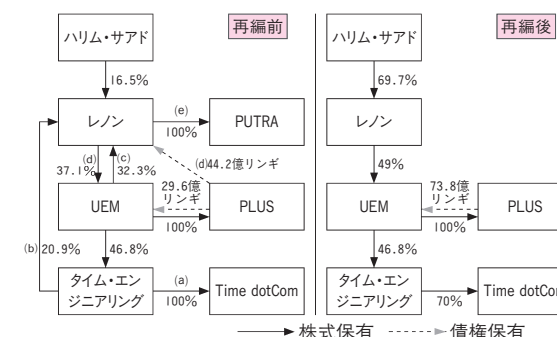 再編前
ハリム・サアド
16.5%
レノン
(e)
100%
PUTRA
(d)
37.1%
(c)
32.3%
(d)44.2億リンギ
UEM
29.6億
リンギ
100%
PLUS
(b)
20.9%
46.8%
タイム・エン
ジニアリング
(a)
100%
Time dotCom
再編後
ハリム・サアド
69.7%
レノン
49%
UEM
73.8億
リンギ
100%
PLUS
46.8%
タイム・エン
ジニアリング
70%
Time dotCom
株式保有
債権保有